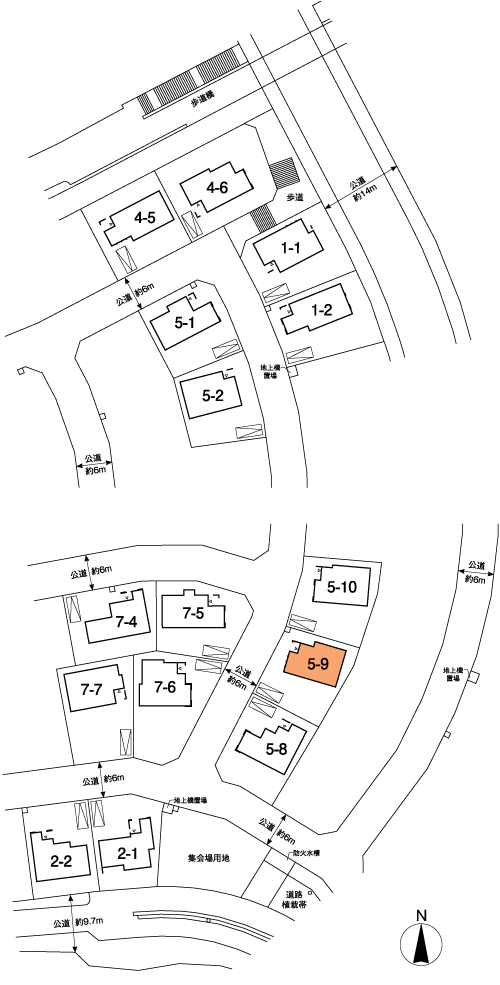 歩道橋
4-6
4-5
歩道
公道
約14m
1-1
公道 約6m
1-2
5-1
地上機
置場
5-2
公道
約6m
公道 約6m
5-10
公道
約6m
7-5
7-4
5-9
公道
約6m
地上機
置場
7-7
7-6
5-8
公道 約6m
地上機置場
公道
約6m
2-2
2-1
集会場用地
防火水槽
道路
植栽帯
公道 約9.7m
N